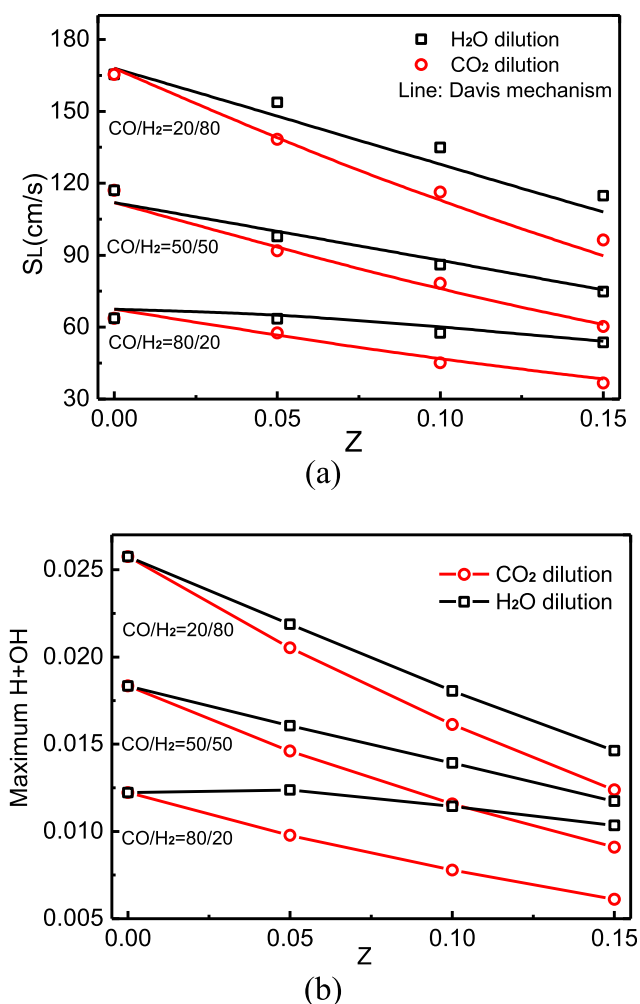 180
150
120
90
60
30
SL(cm/s)
H2O dilution
CO2 dilution
Line: Davis mechanism
CO/H2=20/80
CO/H2=50/50
CO/H2=80/20
0.00 0.05 0.10 0.15
Z
(a)
0.025
0.020
0.015
0.010
0.005
Maximum H+OH
CO2 dilution
H2O dilution
CO/H2=20/80
CO/H2=50/50
CO/H2=80/20
0.00 0.05 0.10 0.15
Z
(b)